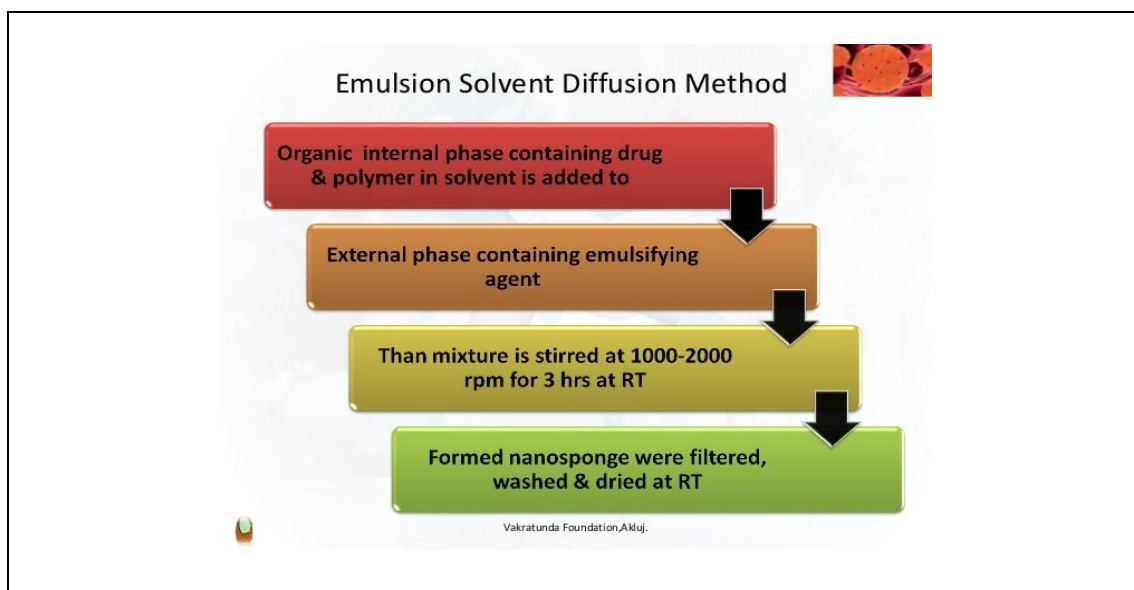 Emulsion Solvent Diffusion Method
Organic internal phase containing drug
& polymer in solvent is added to
External phase containing emulsifying
agent
Than mixture is stirred at 1000-2000
rpm for 3 hrs at RT
Formed nanosponge were filtered,
washed & dried at RT
Vakratunda Foundation,Akluj.